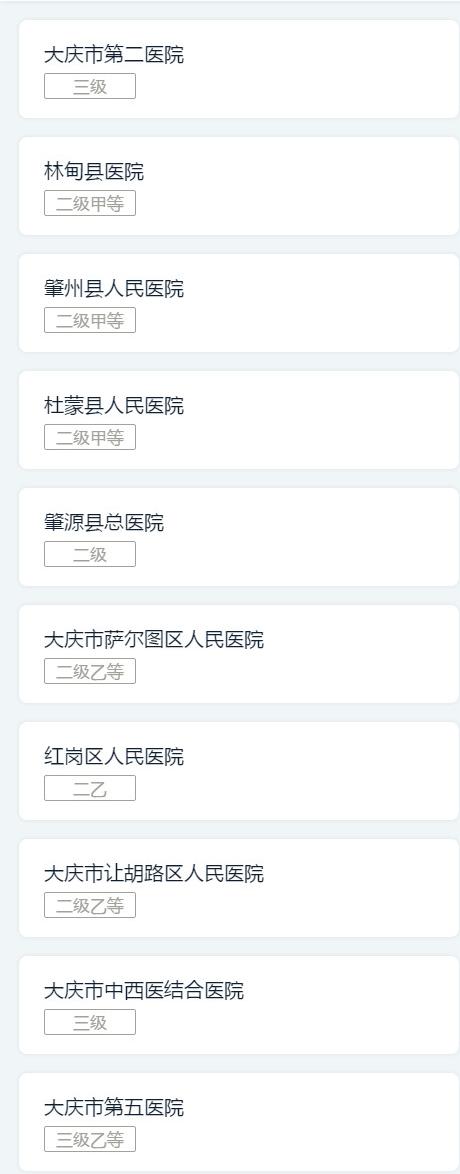 大庆市第二医院
三级
林甸县医院
二级甲等
肇州县人民医院
二级甲等
杜蒙县人民医院
二级甲等
肇源县总医院
二级
大庆市萨尔图区人民医院
二级乙等
红岗区人民医院
二乙
大庆市让胡路区人民医院
二级乙等
大庆市中西医结合医院
三级
大庆市第五医院
三级乙等